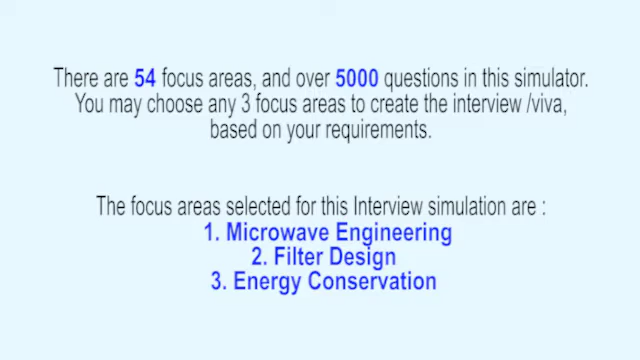 There are 54 focus areas, and over 5000 questions in this simulator.
You may choose any 3 focus areas to create the interview /viva,
based on your requirements.
The focus areas selected for this Interview simulation are :
1. Microwave Engineering
2. Filter Design
3. Energy Conservation